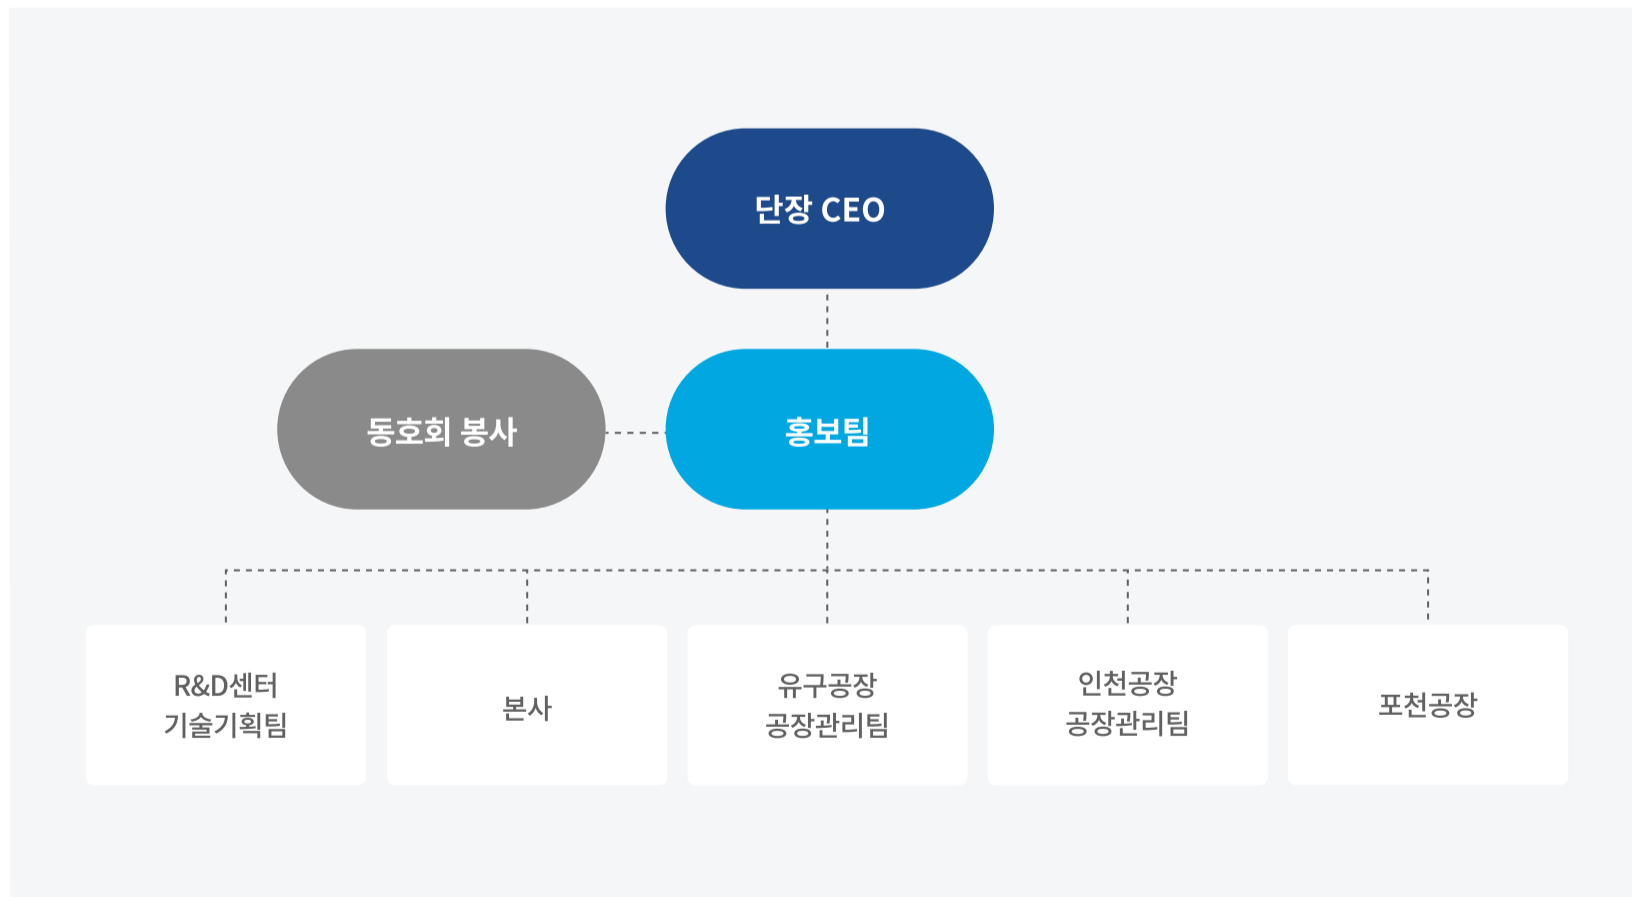 단장 CEO
동호회 봉사
홍보팀
R&D센터
기술기획팀
본사
유구공장
공장관리팀
인천공장
공장관리팀
포천공장